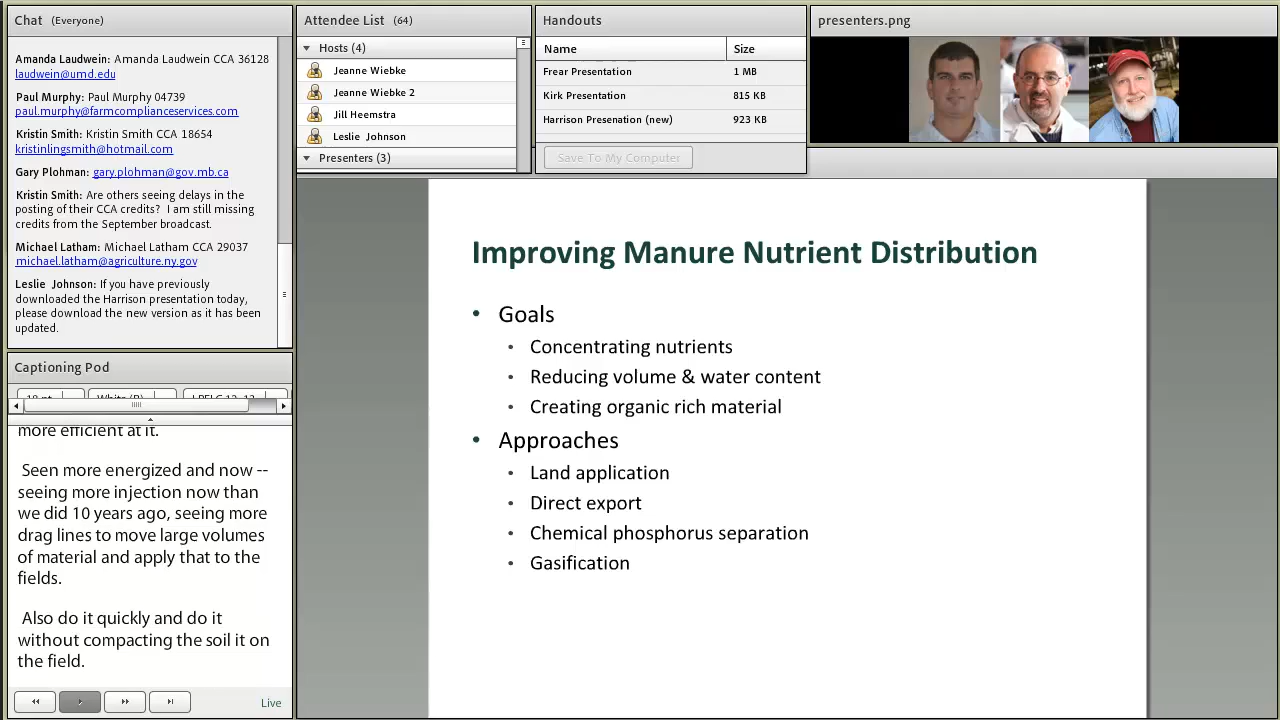 Chat (Everyone)
Amanda Laudwein: Amanda Laudwein CCA 36128
laudwein@umd.edu
Paul Murphy: Paul Murphy 04739
paul.murphy@farmcomplianceservices.com
Kristin Smith: Kristin Smith CCA 18654
kristinlingsmith@hotmail.com
Gary Plohman: gary.plohman@gov.mb.ca
Kristin Smith: Are others seeing delays in the
posting of their CCA credits? I am still missing
credits from the September broadcast.
Michael Latham: Michael Latham CCA 29037
michael.latham@agriculture.ny.gov
Leslie Johnson: If you have previously
downloaded the Harrison presentation today,
please download the new version as it has been
updated.
Attendee List (64)
Hosts (4)
Jeanne Wiebke
Jeanne Wiebke 2
Jill Heemstra
Leslie Johnson
Presenters (3)
Handouts
Name Size
Frear Presentation 1 MB
Kirk Presentation 815 KB
Harrison Presenation (new) 923 KB
Save To My Computer
presenters.png
Captioning Pod
more efficient at it.
Seen more energized and now --
seeing more injection now than
we did 10 years ago, seeing more
drag lines to move large volumes
of material and apply that to the
fields.
Also do it quickly and do it
without compacting the soil it on
the field.
Live
Improving Manure Nutrient Distribution
• Goals
• Concentrating nutrients
• Reducing volume & water content
• Creating organic rich material
• Approaches
• Land application
• Direct export
• Chemical phosphorus separation
• Gasification